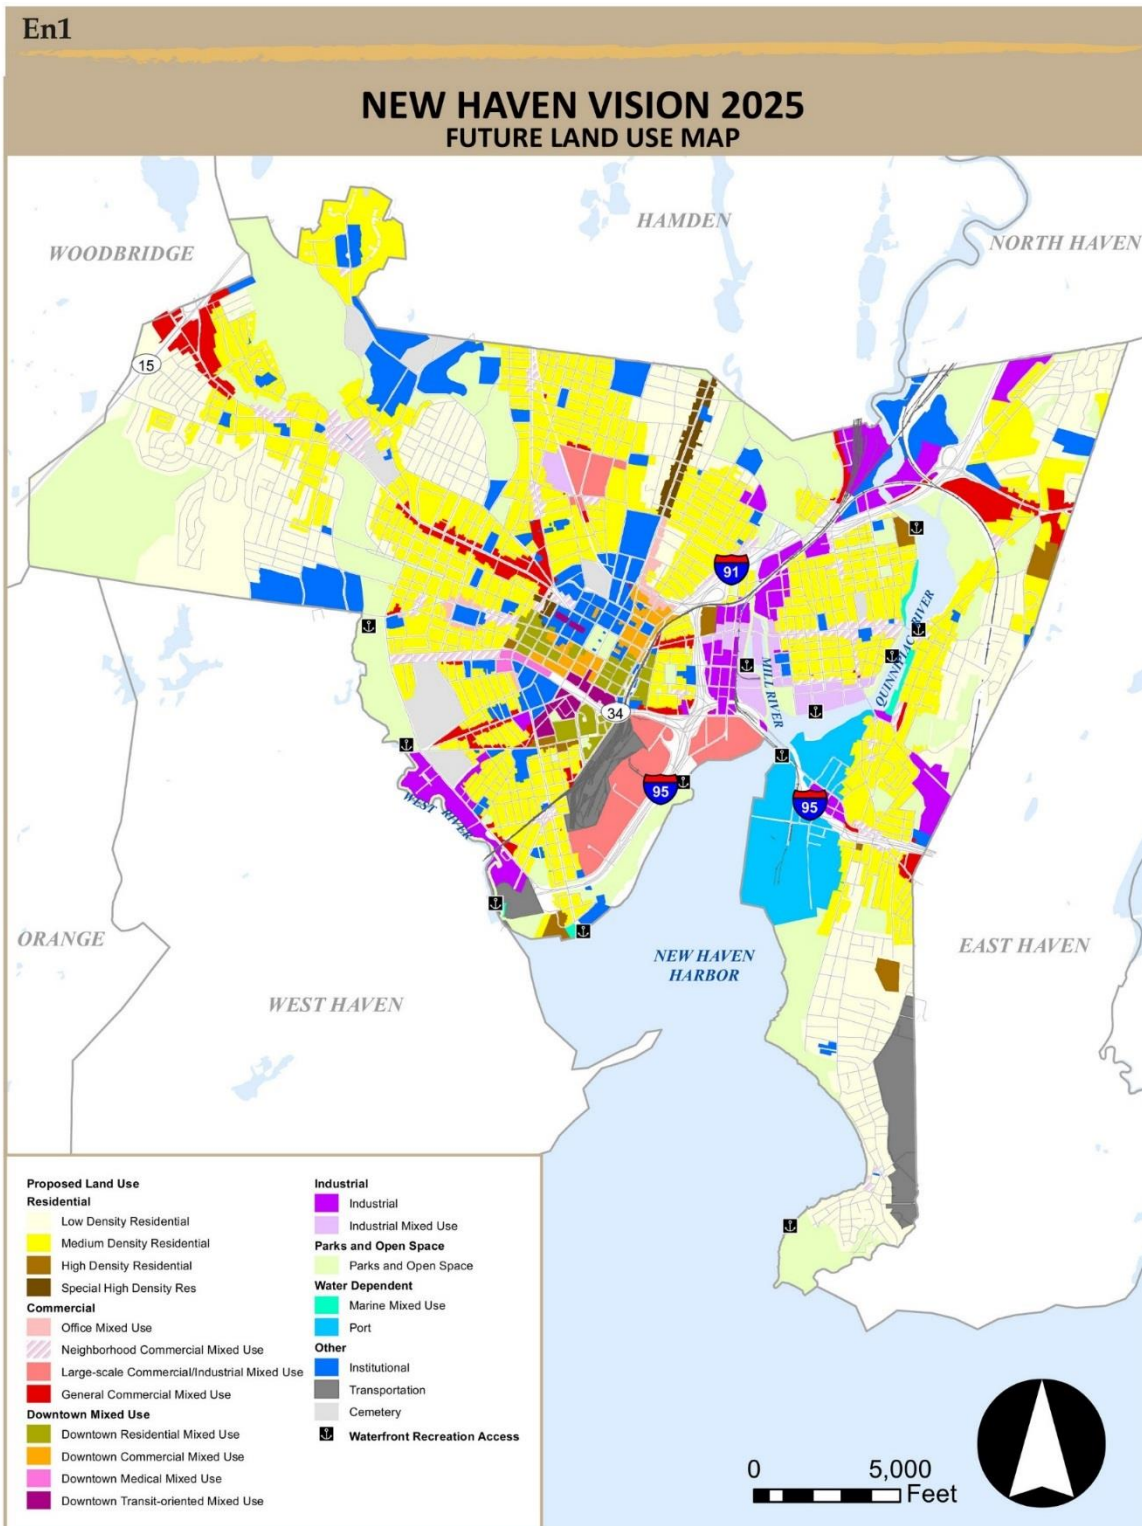 En1
NEW HAVEN VISION 2025
FUTURE LAND USE MAP
WOODBRIDGE
HAMDEN
NORTH HAVEN
15
91
MILL RIVER
QUINNIPIAC RIVER
34
95
95
WEST RIVER
ORANGE
WEST HAVEN
NEW HAVEN
HARBOR
EAST HAVEN
Proposed Land Use
Residential
Low Density Residential
Medium Density Residential
High Density Residential
Special High Density Res
Commercial
Office Mixed Use
Neighborhood Commercial Mixed Use
Large-scale Commercial/Industrial Mixed Use
General Commercial Mixed Use
Downtown Mixed Use
Downtown Residential Mixed Use
Downtown Commercial Mixed Use
Downtown Medical Mixed Use
Downtown Transit-oriented Mixed Use
Industrial
Industrial
Industrial Mixed Use
Parks and Open Space
Parks and Open Space
Water Dependent
Marine Mixed Use
Port
Other
Institutional
Transportation
Cemetery
Waterfront Recreation Access
0 5,000
Feet